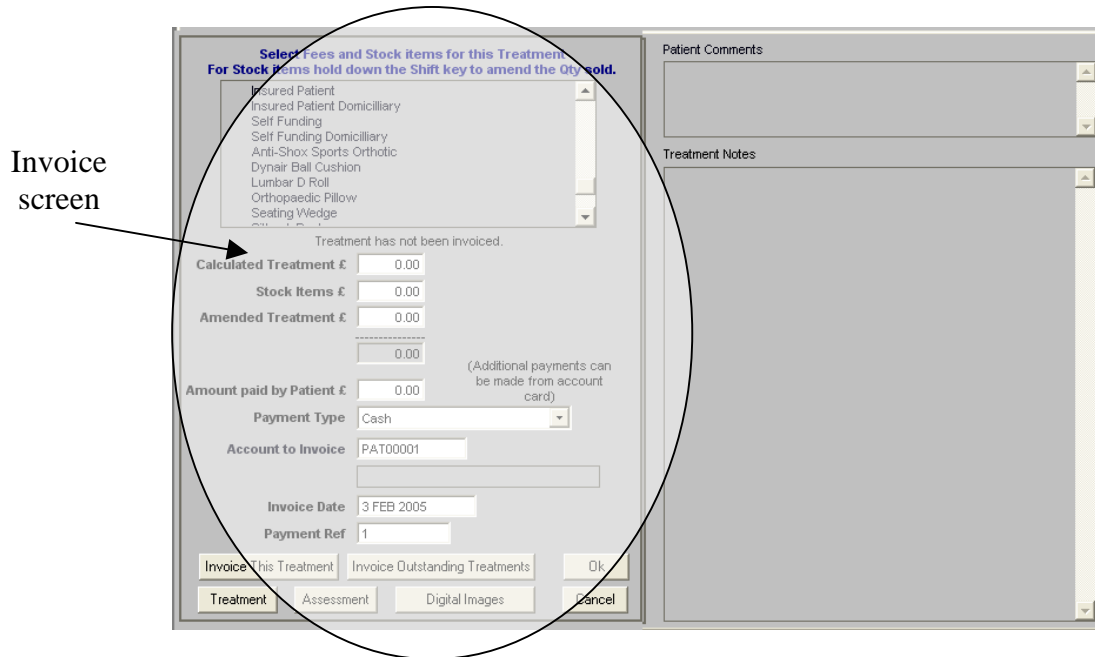 Invoice
screen
Select Fees and Stock items for this Treatment
For Stock items hold down the Shift key to amend the Qty sold.
Insured Patient
Insured Patient Domicilliary
Self Funding
Self Funding Domicilliary
Anti-Shox Sports Orthotic
Dynair Ball Cushion
Lumbar D Roll
Orthopaedic Pillow
Seating Wedge
Treatment has not been invoiced.
Calculated Treatment £ 0.00
Stock Items £ 0.00
Amended Treatment £ 0.00
------------------
0.00
(Additional payments can
be made from account
card)
Amount paid by Patient £ 0.00
Payment Type Cash
Account to Invoice PAT00001
Invoice Date 3 FEB 2005
Payment Ref 1
Invoice This Treatment Invoice Outstanding Treatments Ok
Treatment Assessment Digital Images Cancel
Patient Comments
Treatment Notes